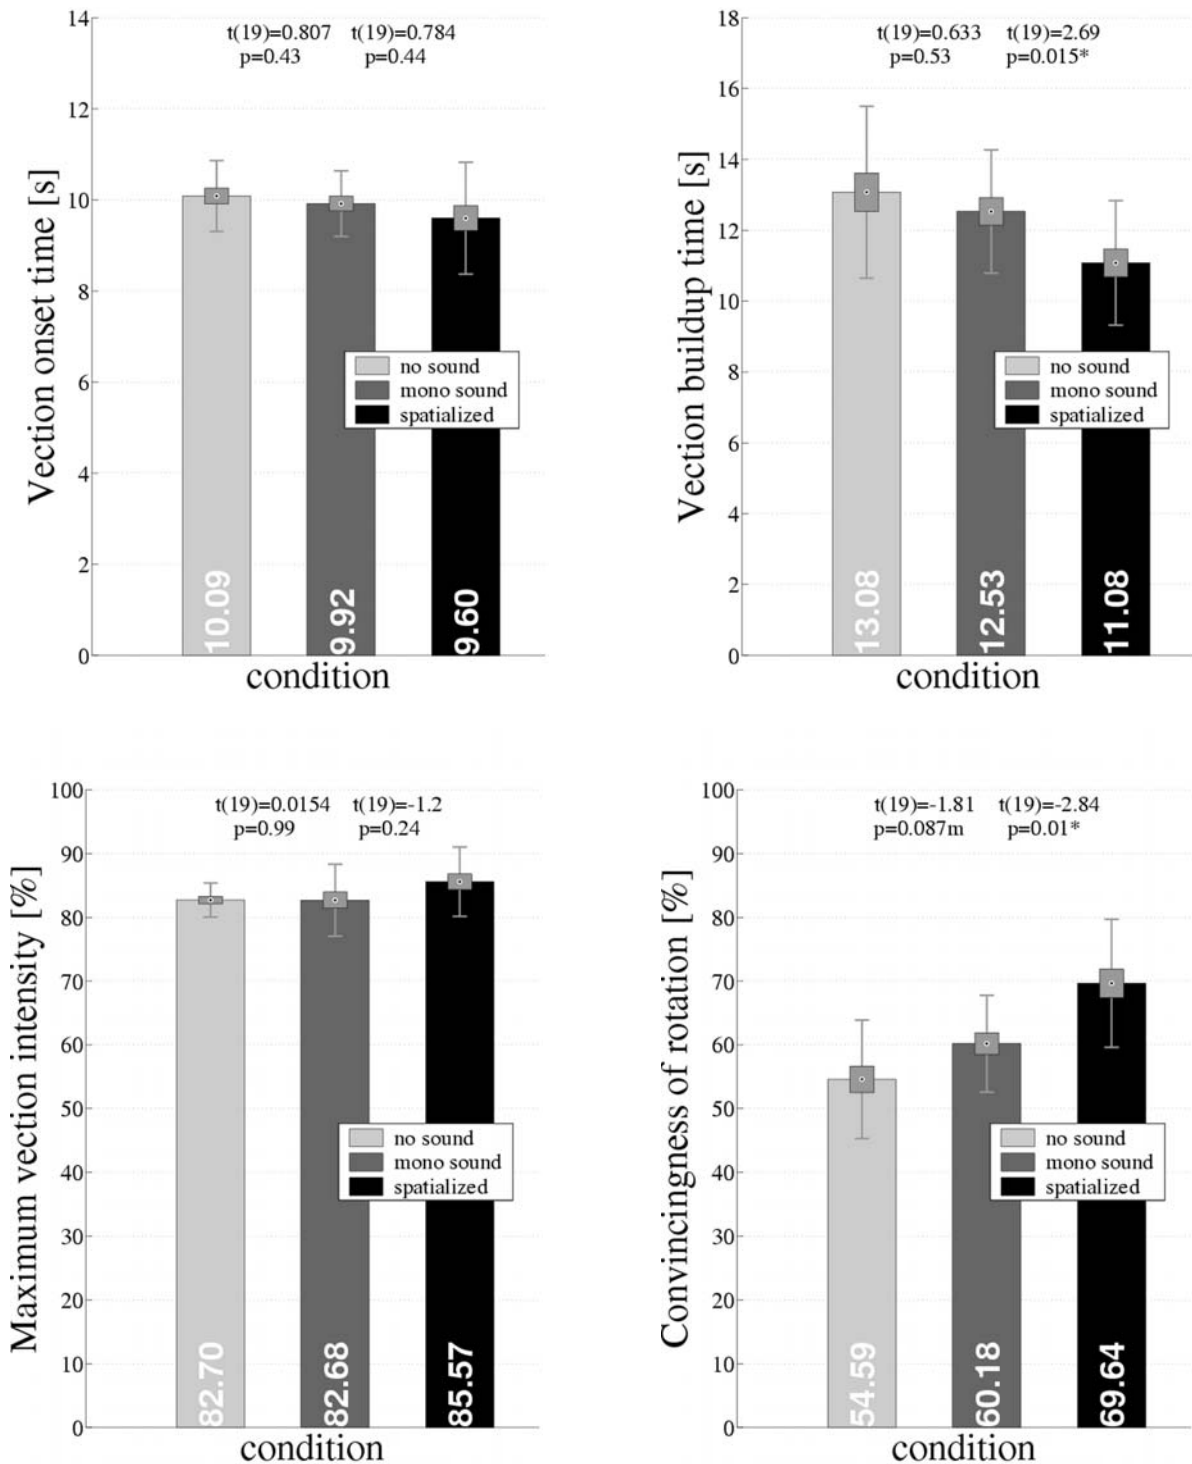 14
12
10
8
6
4
2
0
Vection onset time [s]
t(19)=0.807 t(19)=0.784
p=0.43 p=0.44
no sound
mono sound
spatialized
10.09
9.92
9.60
condition
18
16
14
12
10
8
6
4
2
0
Vection buildup time [s]
t(19)=0.633 t(19)=2.69
p=0.53 p=0.015*
no sound
mono sound
spatialized
13.08
12.53
11.08
condition
100
90
80
70
60
50
40
30
20
10
0
Maximum vection intensity [%]
t(19)=0.0154 t(19)=-1.2
p=0.99 p=0.24
no sound
mono sound
spatialized
82.70
82.68
85.57
condition
100
90
80
70
60
50
40
30
20
10
0
Convincingness of rotation [%]
t(19)=-1.81 t(19)=-2.84
p=0.087m p=0.01*
no sound
mono sound
spatialized
54.59
60.18
69.64
condition